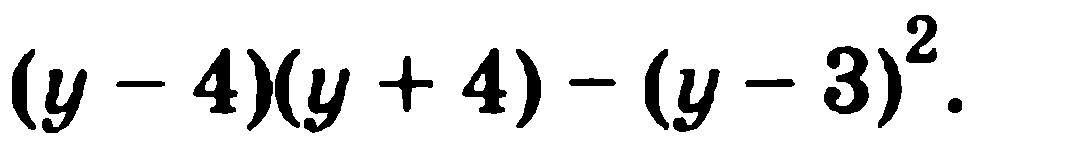 (y − 4)(y + 4) − (y − 3)².